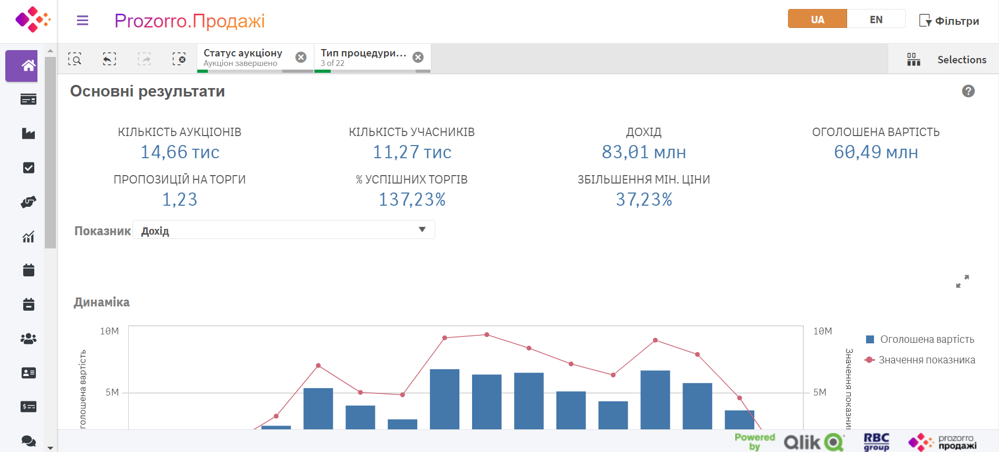 Prozorro.Продажі
UA
EN
Фільтри
Статус аукціону
Аукціон завершено
Тип процедури...
3 of 22
Selections
Основні результати
?
КІЛЬКІСТЬ АУКЦІОНІВ
14,66 тис
КІЛЬКІСТЬ УЧАСНИКІВ
11,27 тис
ДОХІД
83,01 млн
ОГОЛОШЕНА ВАРТІСТЬ
60,49 млн
ПРОПОЗИЦІЙ НА ТОРГИ
1,23
% УСПІШНИХ ТОРГІВ
137,23%
ЗБІЛЬШЕННЯ МІН. ЦІНИ
37,23%
Показник
Дохід
Динаміка
10M
5M
голошена вартість
10M
5M
Значення показник
Оголошена вартість
Значення показника
Powered
by
Qlik
RBC
group
prozorro
продажі